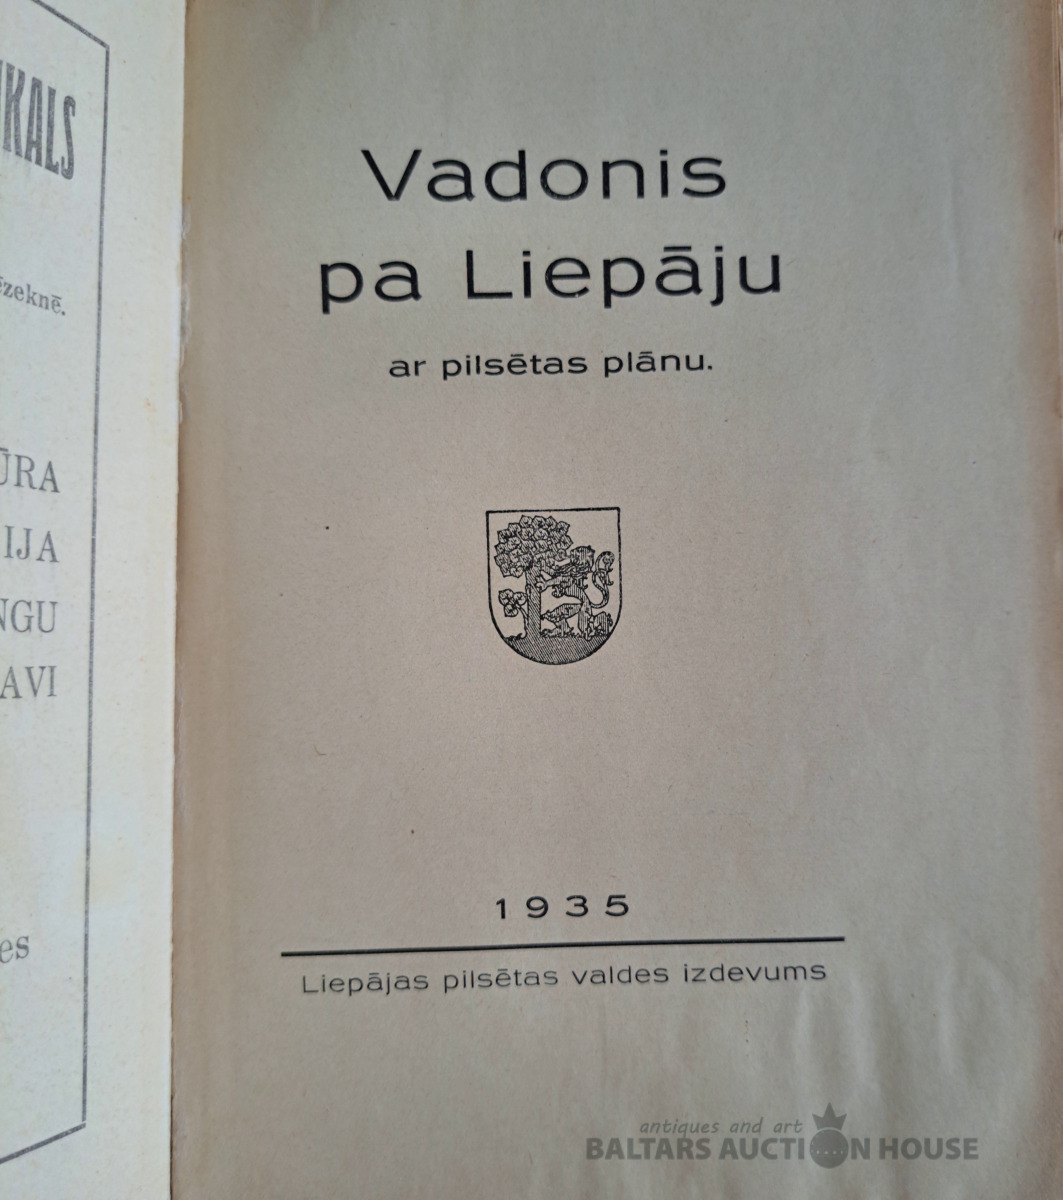 KALS
ēzeknē.
ŪRA
IJA
NGU
AVI
es
Vadonis
pa Liepāju
ar pilsētas plānu.
1935
Liepājas pilsētas valdes izdevums
antiques and art
BALTARS AUCTION HOUSE